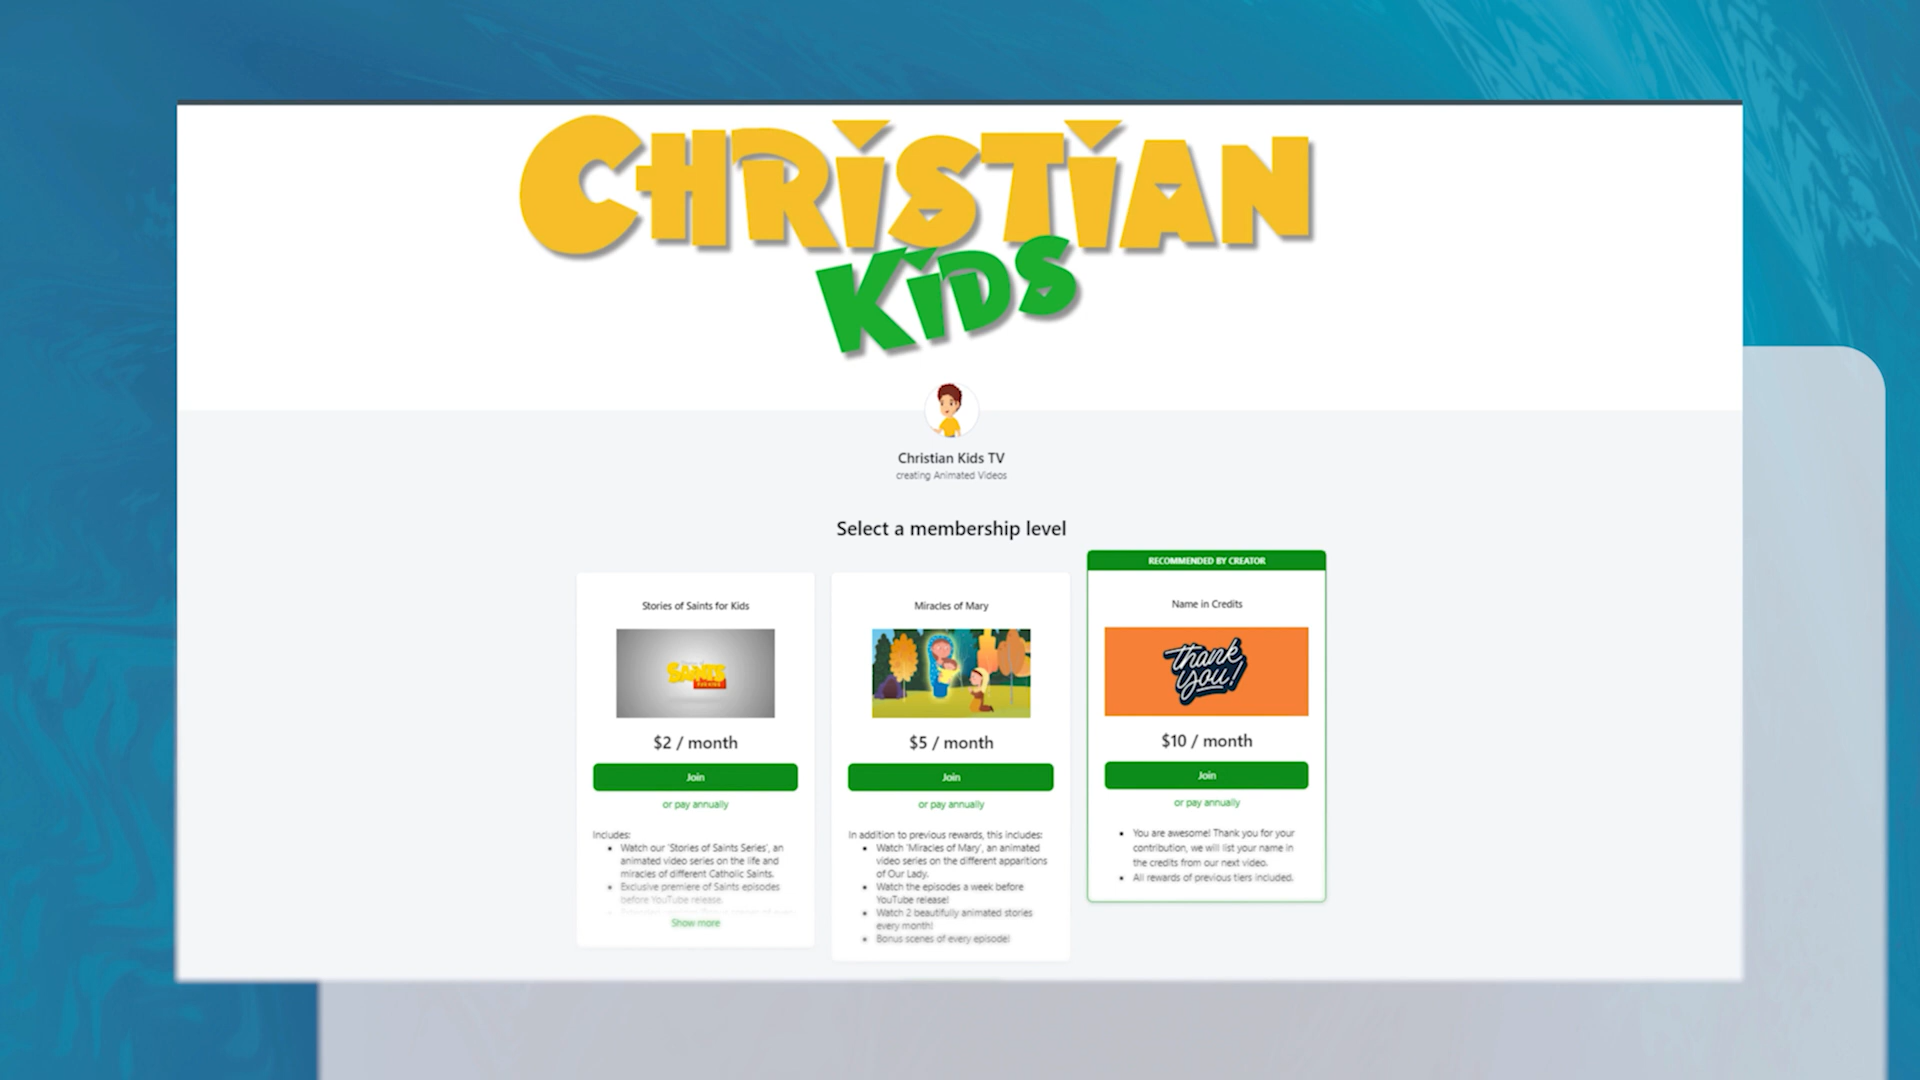 CHRiSTiAN
KiDS
Christian Kids TV
creating Animated Videos
Select a membership level
Stories of Saints for Kids
SAiNTS
$2 / month
Join
or pay annually
Includes:
Watch our 'Stories of Saints Series', an
animated video series on the life and
miracles of different Catholic Saints.
Exclusive premiere of Saints episodes
before YouTube release.
Show more
Miracles of Mary
$5 / month
Join
or pay annually
In addition to previous rewards, this includes:
Watch 'Miracles of Mary', an animated
video series on the different apparitions
of Our Lady.
Watch the episodes a week before
YouTube release!
Watch 2 beautifully animated stories
every month!
Bonus scenes of every episode!
RECOMMENDED BY CREATOR
Name in Credits
thank
you!
$10 / month
Join
or pay annually
You are awesome! Thank you for your
contribution, we will list your name in
the credits from our next video.
All rewards of previous tiers included.